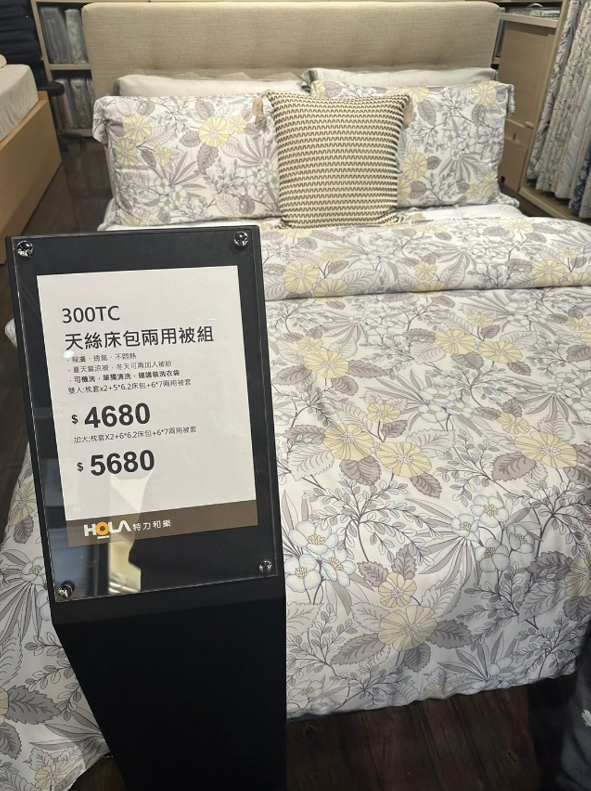 300TC
天絲床包兩用被組
·親膚·透氣·不悶熱
·夏天當涼被,冬天可再加入被胎
·可機洗,單獨清洗,建議裝洗衣袋
雙人:枕套x2+5*6.2床包+6*7兩用被套
$ 4680
加大:枕套X2+6*6.2床包+6*7兩用被套
$ 5680
HOLA 特力和樂